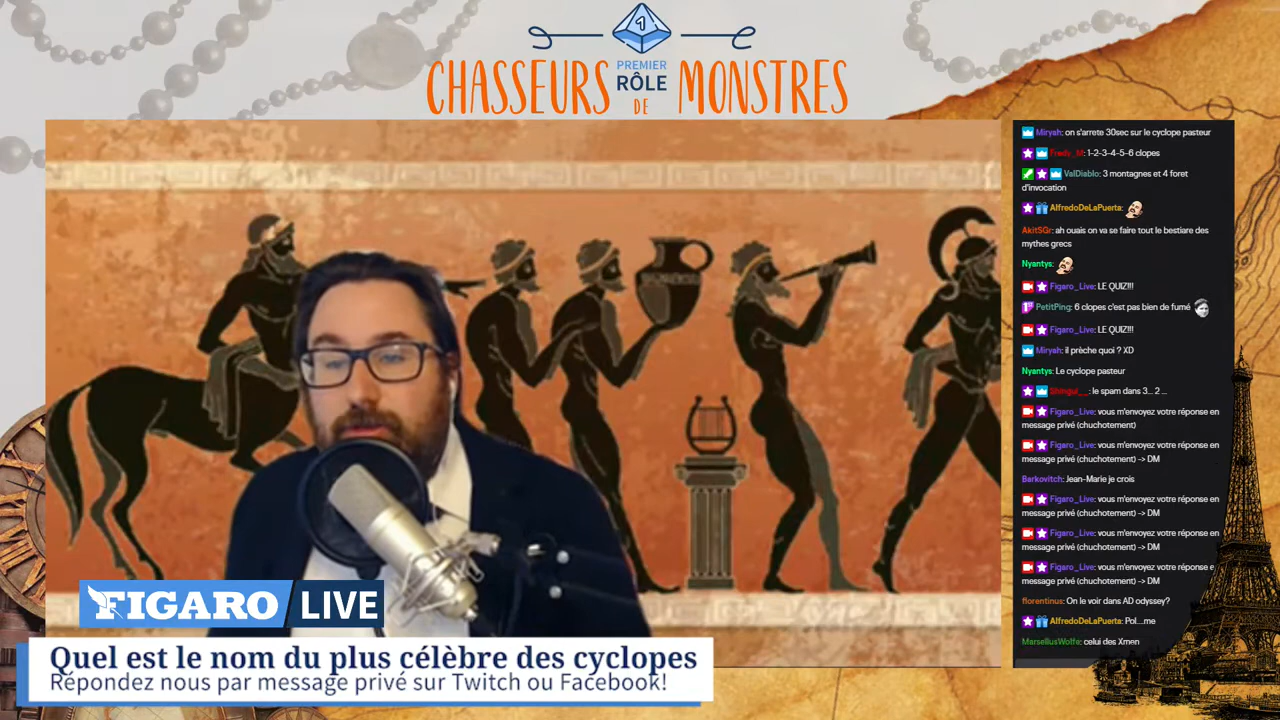 1
PREMIER
CHASSEURS RÔLE MONSTRES
DE
Miryah: on s'arrete 30sec sur le cyclope pasteur
1-2-3-4-5-6 clopes
ValDiablo: 3 montagnes et 4 foret
d'invocation
AlfredoDeLaPuerta:
AkitSGr: ah ouais on va se faire tout le bestiare des
mythes grecs
Nyantys:
Figaro_Live: LE QUIZ!!!
PetitPing: 6 clopes c'est pas bien de fumé
Figaro_Live: LE QUIZ!!!
Miryah: il prèche quoi ? XD
Nyantys: Le cyclope pasteur
: le spam dans 3... 2 ...
Figaro_Live: vous m'envoyez votre réponse en
message privé (chuchotement)
Figaro_Live: vous m'envoyez votre réponse en
message privé (chuchotement) -> DM
Barkovitch: Jean-Marie je crois
Figaro_Live: vous m'envoyez votre réponse en
message privé (chuchotement) -> DM
Figaro_Live: vous m'envoyez votre réponse en
message privé (chuchotement) -> DM
Figaro_Live: vous m'envoyez votre réponse e
message privé (chuchotement) -> DM
florentinus: On le voir dans AD odyssey?
AlfredoDeLaPuerta: Pol....me
MarsellusWolfe: celui des Xmen
FIGARO LIVE
Quel est le nom du plus célèbre des cyclopes
Répondez nous par message privé sur Twitch ou Facebook!